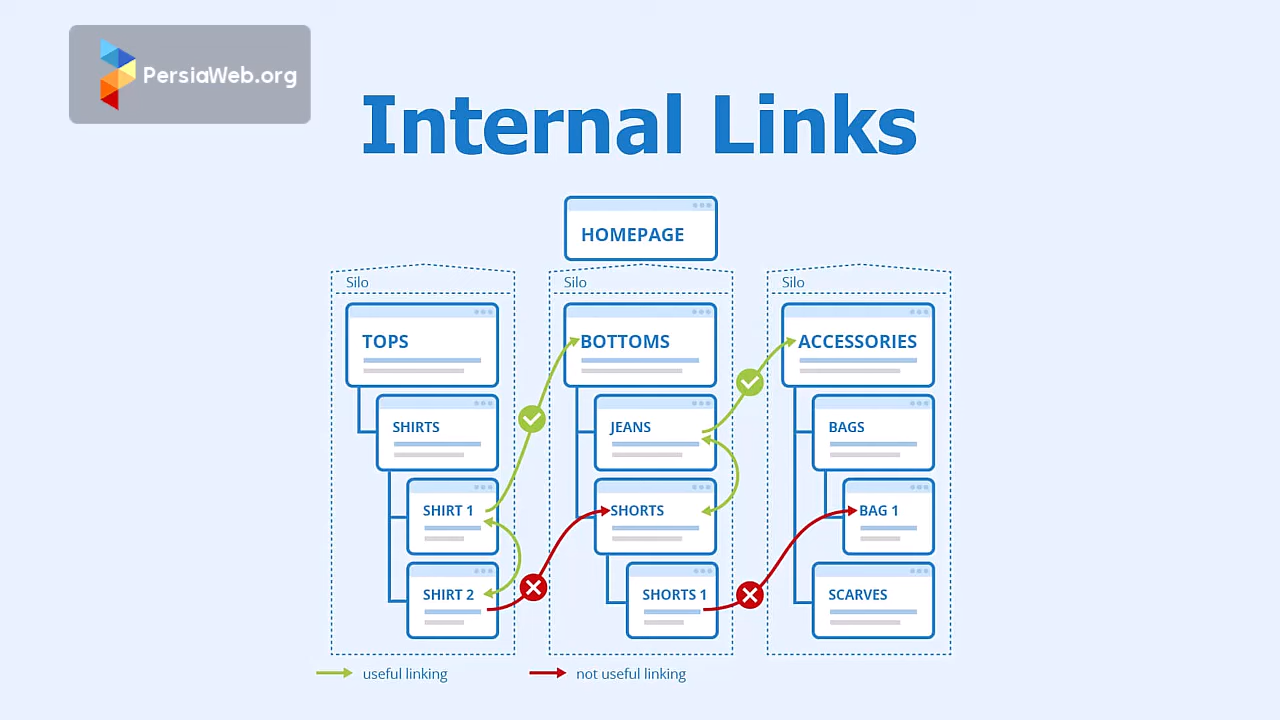 PersiaWeb.org
Internal Links
HOMEPAGE
Silo
TOPS
SHIRTS
SHIRT 1
SHIRT 2
Silo
BOTTOMS
JEANS
SHORTS
SHORTS 1
Silo
ACCESSORIES
BAGS
BAG 1
SCARVES
useful linking
not useful linking